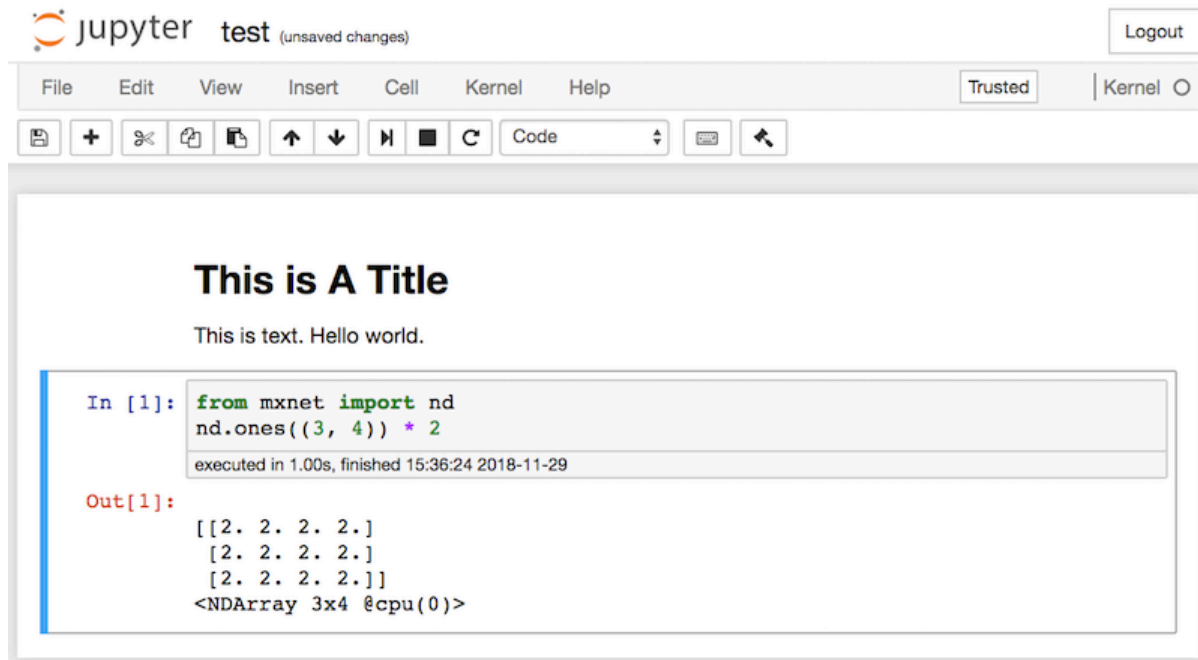 jupyter test (unsaved changes) Logout
File Edit View Insert Cell Kernel Help Trusted Kernel
Code
This is A Title
This is text. Hello world.
In [1]: from mxnet import nd
nd.ones((3, 4)) * 2
executed in 1.00s, finished 15:36:24 2018-11-29
Out[1]:
[[2. 2. 2. 2.]
 [2. 2. 2. 2.]
 [2. 2. 2. 2.]]
<NDArray 3x4 @cpu(0)>